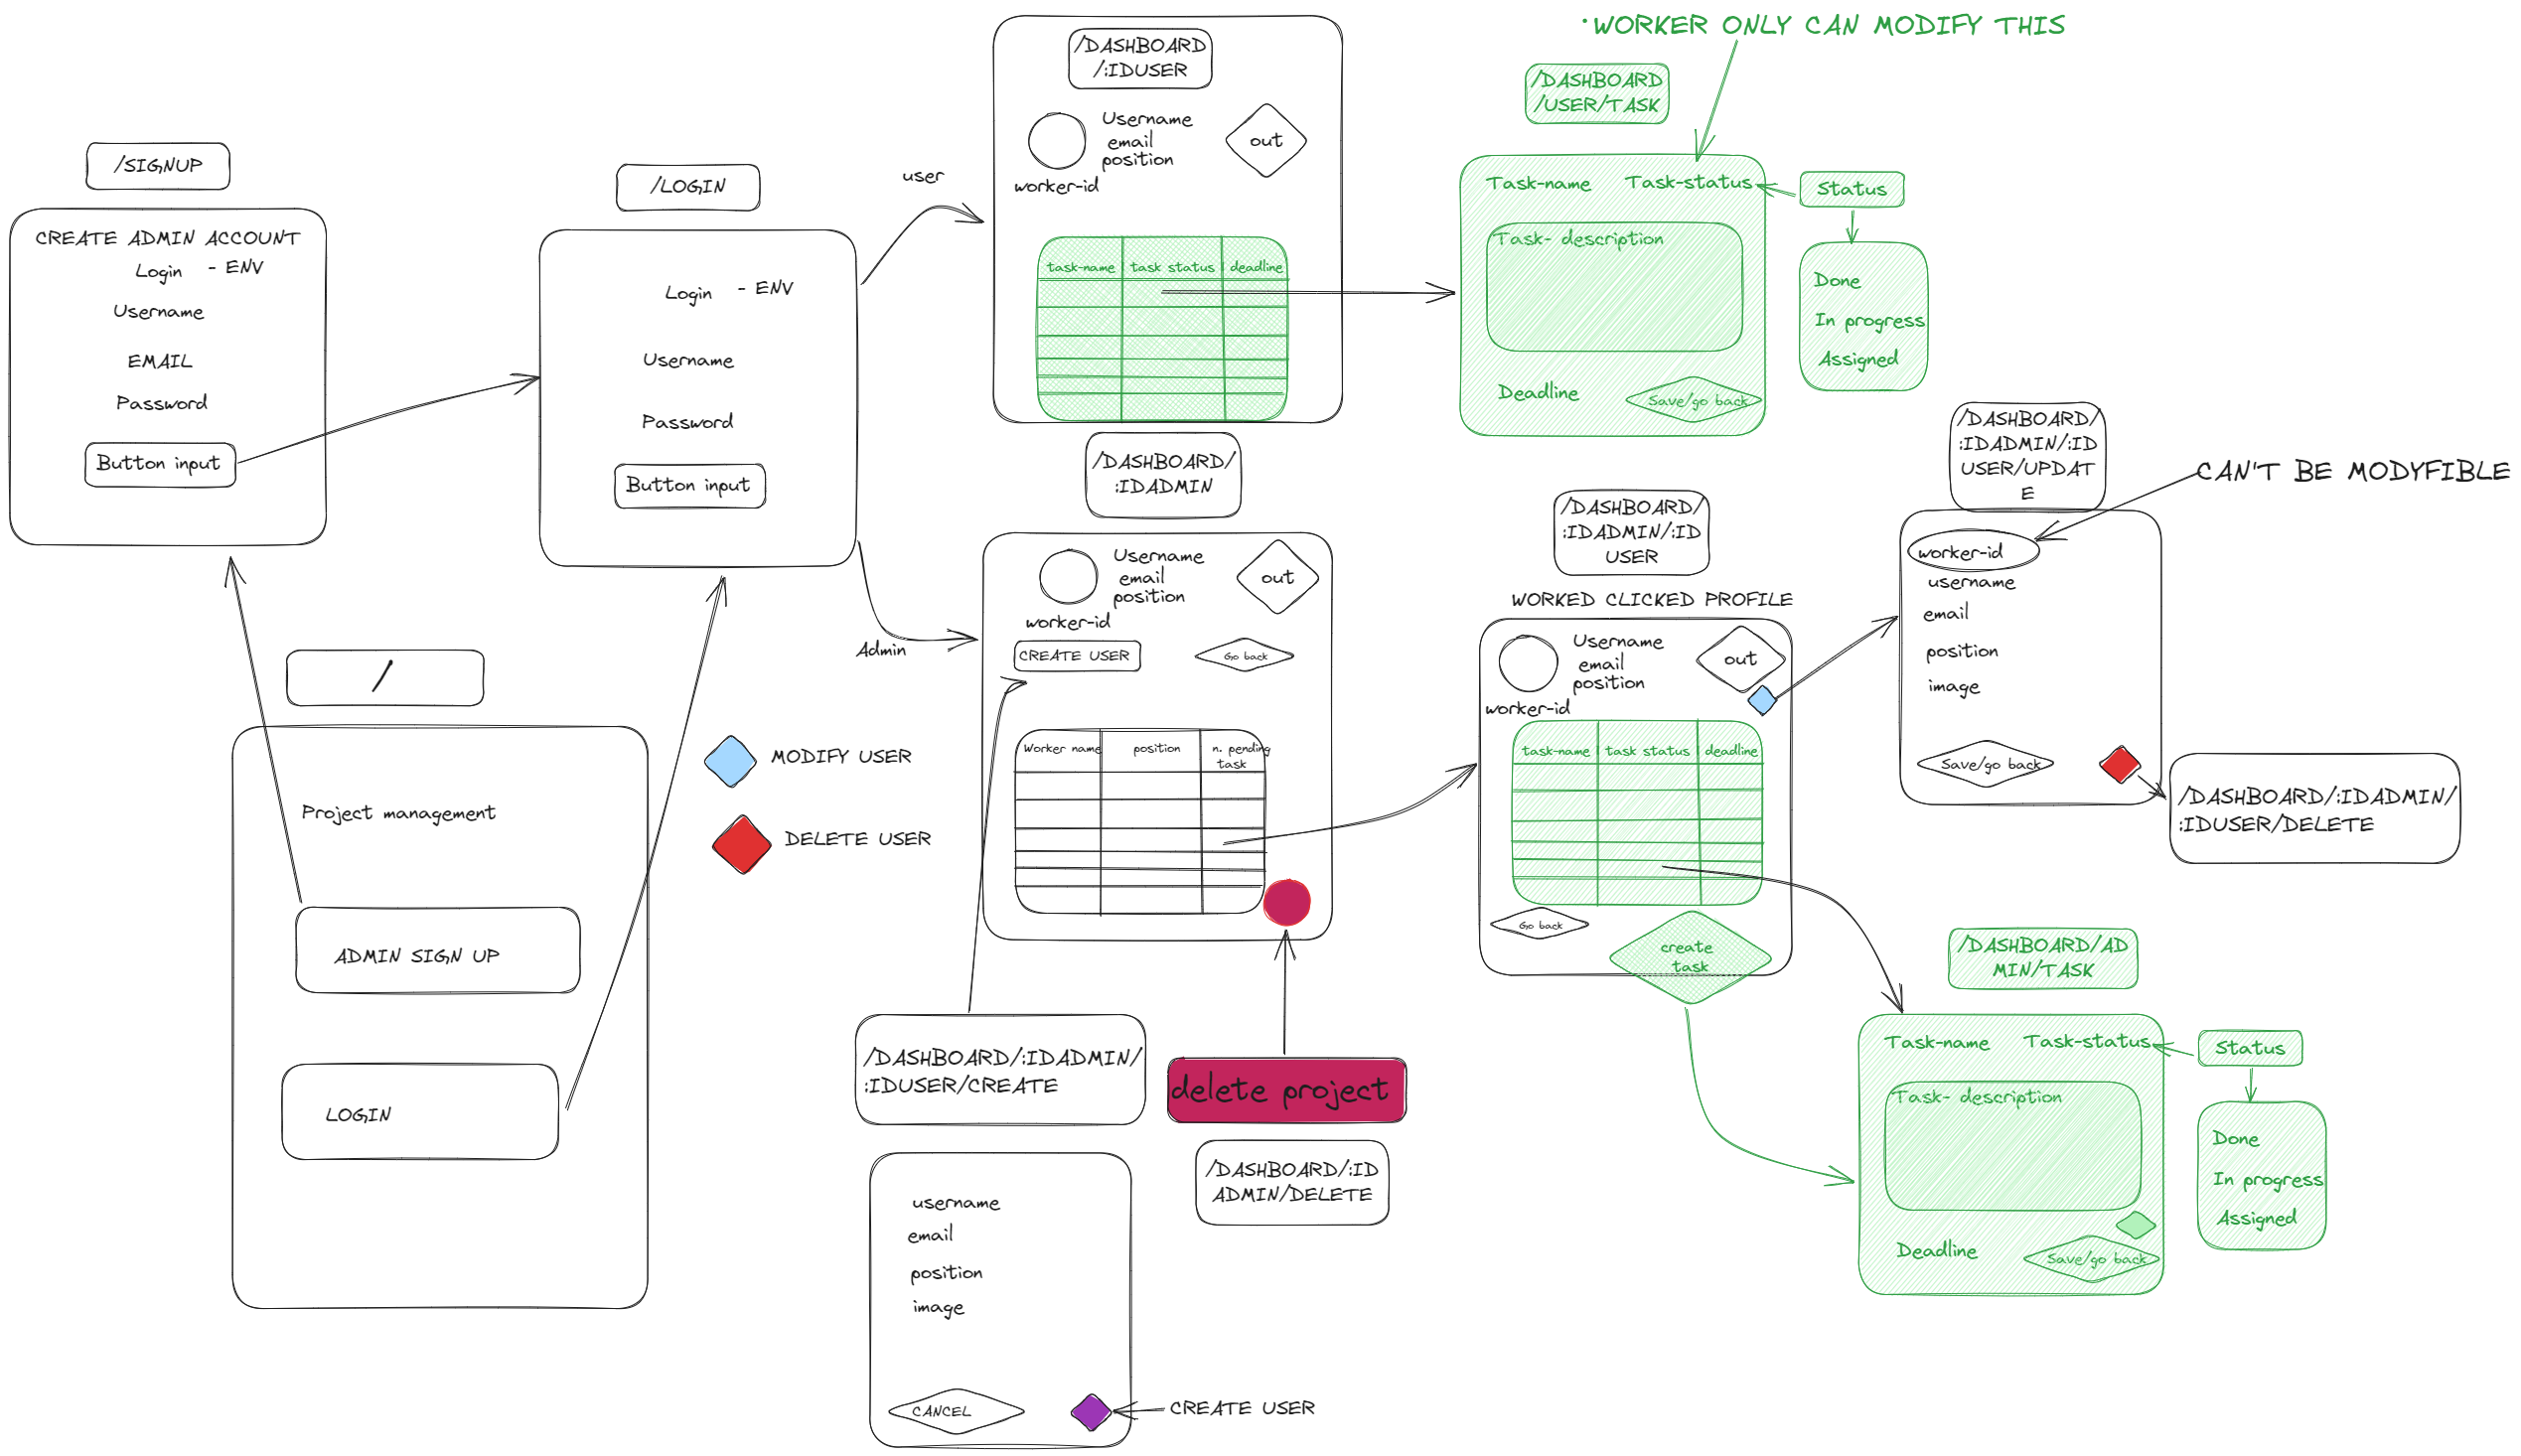 /SIGNUP
CREATE ADMIN ACCOUNT
Login - ENV
Username
EMAIL
Password
Button input
/LOGIN
Login - ENV
Username
Password
Button input
/
Project management
ADMIN SIGN UP
LOGIN
MODIFY USER
DELETE USER
user
Admin
/DASHBOARD
/:IDUSER
Username
email
position
out
worker-id
task-name task status deadline
·WORKER ONLY CAN MODIFY THIS
/DASHBOARD
/USER/TASK
Task-name Task-status
Task- description
Deadline
Save/go back
Status
Done
In progress
Assigned
/DASHBOARD/
:IDADMIN
Username
email
position
out
worker-id
CREATE USER
Go back
Worker name position n. pending
task
/DASHBOARD/:IDADMIN/
:IDUSER/CREATE
delete project
/DASHBOARD/:ID
ADMIN/DELETE
username
email
position
image
CANCEL
CREATE USER
/DASHBOARD/
:IDADMIN/:ID
USER
WORKED CLICKED PROFILE
Username
email
position
out
worker-id
task-name task status deadline
Go back
create
task
/DASHBOARD/
:IDADMIN/:ID
USER/UPDAT
E
CAN'T BE MODYFIBLE
worker-id
username
email
position
image
Save/go back
/DASHBOARD/:IDADMIN/
:IDUSER/DELETE
/DASHBOARD/AD
MIN/TASK
Task-name Task-status
Task- description
Deadline
Save/go back
Status
Done
In progress
Assigned